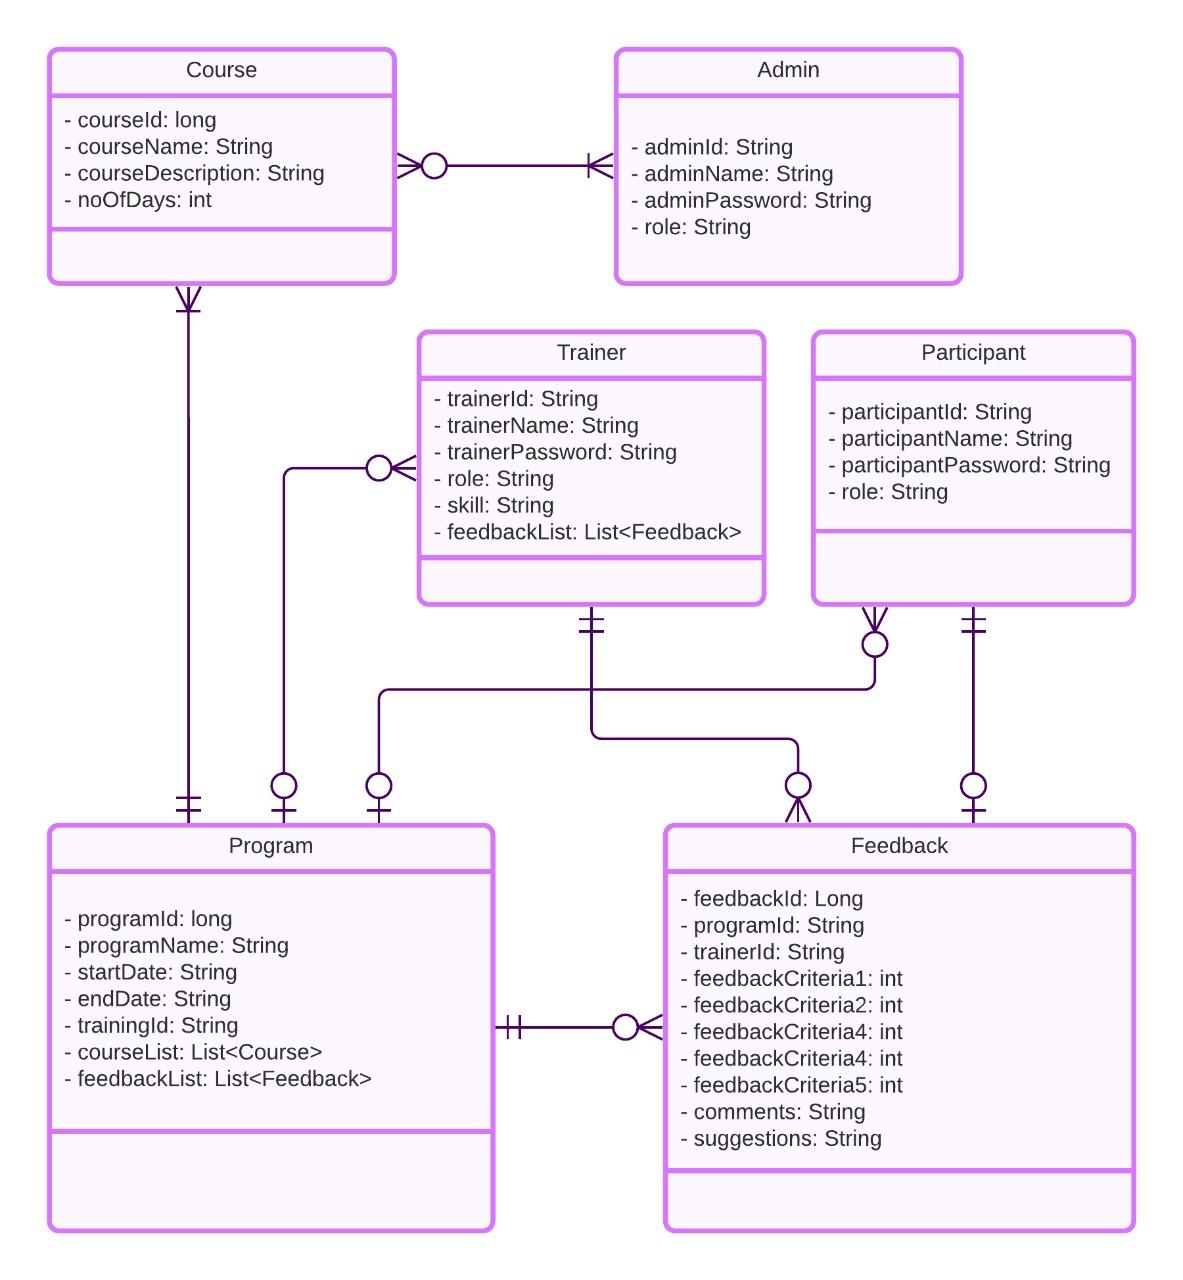 Course
- courseId: long
- courseName: String
- courseDescription: String
- noOfDays: int
Admin
- adminId: String
- adminName: String
- adminPassword: String
- role: String
Trainer
- trainerId: String
- trainerName: String
- trainerPassword: String
- role: String
- skill: String
- feedbackList: List<Feedback>
Participant
- participantId: String
- participantName: String
- participantPassword: String
- role: String
Program
- programId: long
- programName: String
- startDate: String
- endDate: String
- trainingId: String
- courseList: List<Course>
- feedbackList: List<Feedback>
Feedback
- feedbackId: Long
- programId: String
- trainerId: String
- feedbackCriteria1: int
- feedbackCriteria2: int
- feedbackCriteria4: int
- feedbackCriteria4: int
- feedbackCriteria5: int
- comments: String
- suggestions: String